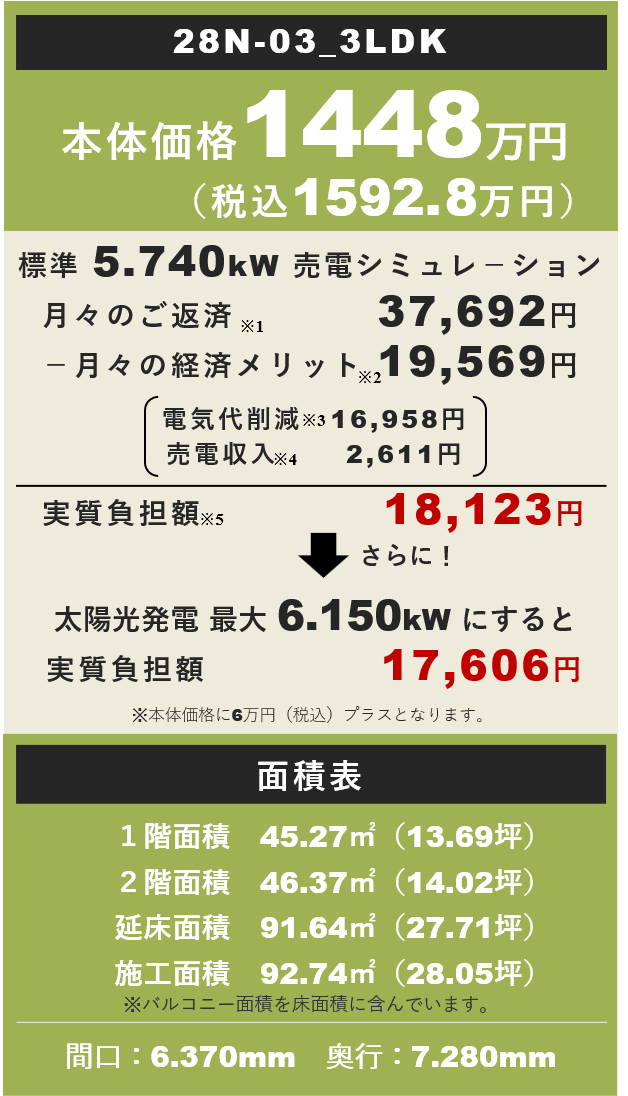 28N-03_3LDK
本体価格1448万円
（税込1592.8万円）
標準 5.740kW 売電シミュレーション
月々のご返済※1 37,692円
－月々の経済メリット※2 19,569円
電気代削減※3 16,958円
売電収入※4 2,611円
実質負担額※5 18,123円
さらに！
太陽光発電 最大 6.150kW にすると
実質負担額 17,606円
※本体価格に6万円（税込）プラスとなります。
面積表
１階面積 45.27㎡（13.69坪）
２階面積 46.37㎡（14.02坪）
延床面積 91.64㎡（27.71坪）
施工面積 92.74㎡（28.05坪）
※バルコニー面積を床面積に含んでいます。
間口：6.370mm 奥行：7.280mm